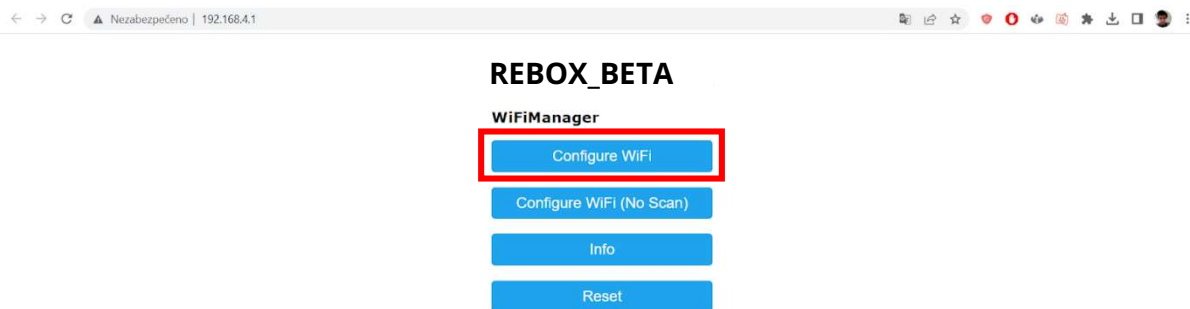 Nezabezpečeno | 192.168.4.1
REBOX_BETA
WiFiManager
Configure WiFi
Configure WiFi (No Scan)
Info
Reset